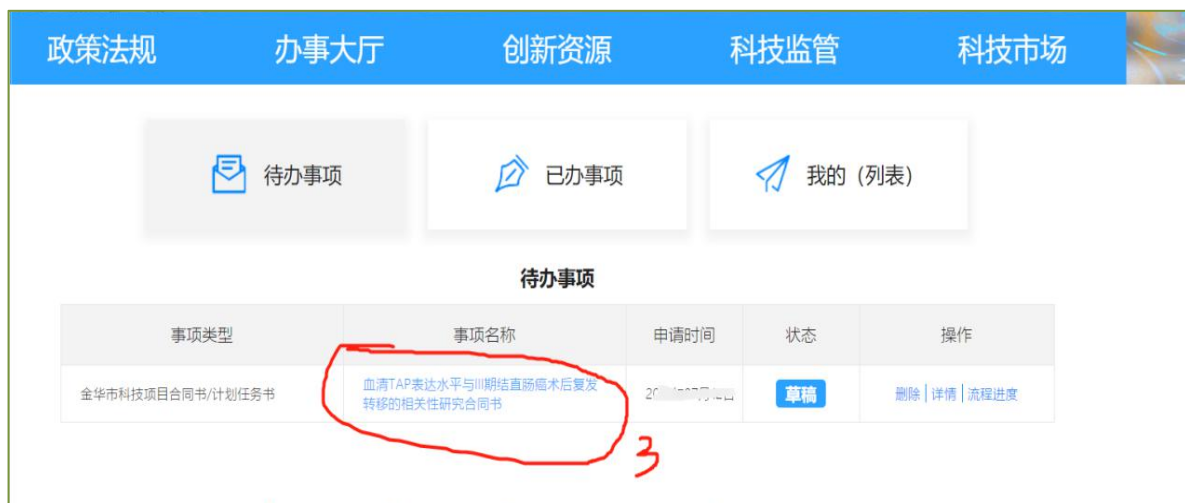 政策法规 办事大厅 创新资源 科技监管 科技市场
待办事项 已办事项 我的（列表）
待办事项
事项类型 事项名称 申请时间 状态 操作
金华市科技项目合同书/计划任务书 血清TAP表达水平与III期结直肠癌术后复发 草稿 删除 | 详情 | 流程进度
转移的相关性研究合同书
3